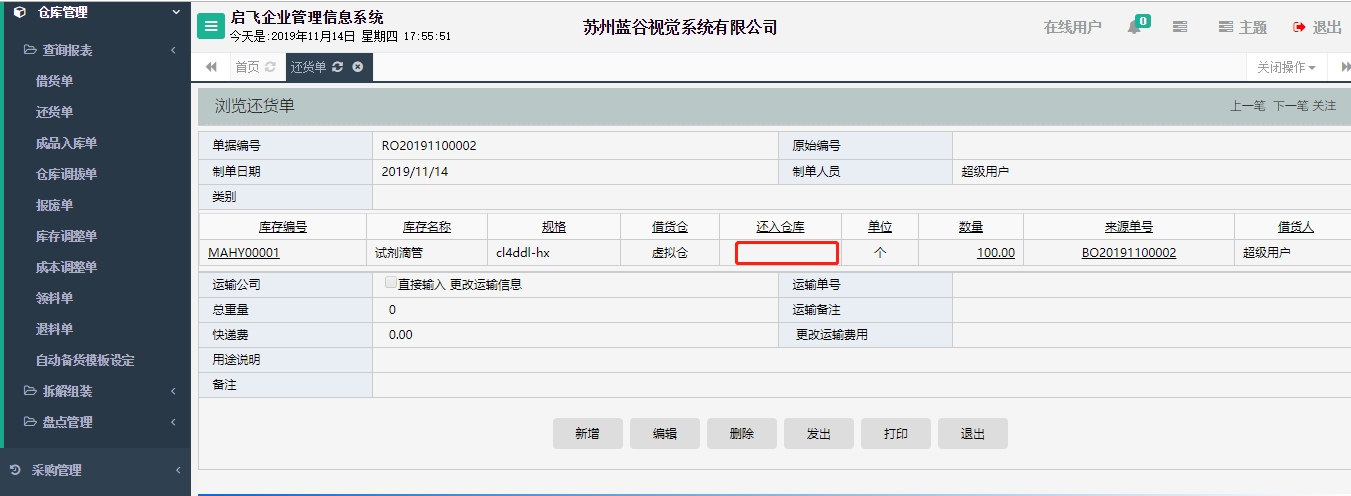 仓库管理
查询报表
借货单
还货单
成品入库单
仓库调拨单
报废单
库存调整单
成本调整单
领料单
退料单
自动备货模板设定
拆解组装
盘点管理
采购管理
启飞企业管理信息系统
今天是:2019年11月14日 星期四 17:55:51
苏州蓝谷视觉系统有限公司
在线用户 0 主题 退出
首页 还货单 关闭操作
浏览还货单 上一笔 下一笔 关注
单据编号 RO20191100002 原始编号
制单日期 2019/11/14 制单人员 超级用户
类别
库存编号 库存名称 规格 借货仓 还入仓库 单位 数量 来源单号 借货人
MAHY00001 试剂滴管 cl4ddl-hx 虚拟仓 个 100.00 BO20191100002 超级用户
运输公司 直接输入 更改运输信息 运输单号
总重量 0 运输备注
快递费 0.00 更改运输费用
用途说明
备注
新增 编辑 删除 发出 打印 退出